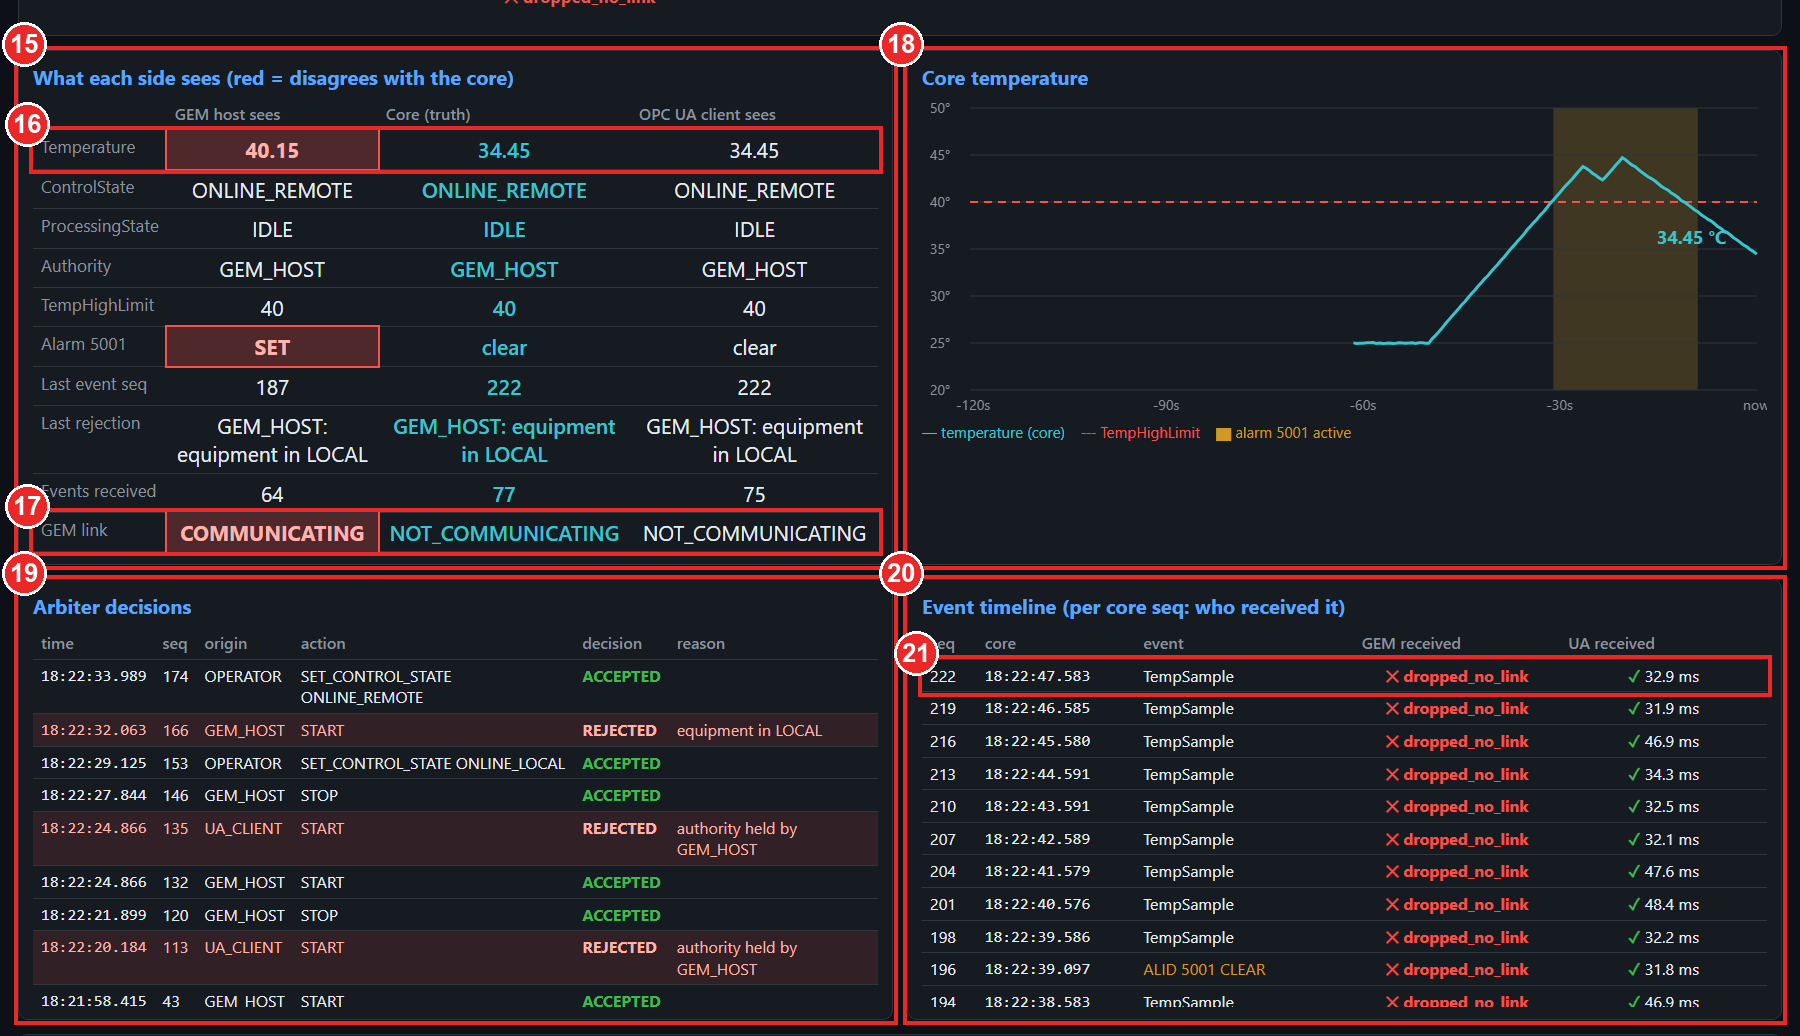 ✕ dropped_no_link
15
What each side sees (red = disagrees with the core)
GEM host sees Core (truth) OPC UA client sees
16
Temperature 40.15 34.45 34.45
ControlState ONLINE_REMOTE ONLINE_REMOTE ONLINE_REMOTE
ProcessingState IDLE IDLE IDLE
Authority GEM_HOST GEM_HOST GEM_HOST
TempHighLimit 40 40 40
Alarm 5001 SET clear clear
Last event seq 187 222 222
Last rejection GEM_HOST: GEM_HOST: equipment GEM_HOST: equipment
equipment in LOCAL in LOCAL in LOCAL
Events received 64 77 75
17
GEM link COMMUNICATING NOT_COMMUNICATING NOT_COMMUNICATING
18
Core temperature
50°
45°
40°
35°
34.45 °C
30°
25°
20°
-120s -90s -60s -30s now
— temperature (core) --- TempHighLimit alarm 5001 active
19
Arbiter decisions
time seq origin action decision reason
18:22:33.989 174 OPERATOR SET_CONTROL_STATE ACCEPTED
ONLINE_REMOTE
18:22:32.063 166 GEM_HOST START REJECTED equipment in LOCAL
18:22:29.125 153 OPERATOR SET_CONTROL_STATE ONLINE_LOCAL ACCEPTED
18:22:27.844 146 GEM_HOST STOP ACCEPTED
18:22:24.866 135 UA_CLIENT START REJECTED authority held by
GEM_HOST
18:22:24.866 132 GEM_HOST START ACCEPTED
18:22:21.899 120 GEM_HOST STOP ACCEPTED
18:22:20.184 113 UA_CLIENT START REJECTED authority held by
GEM_HOST
18:21:58.415 43 GEM_HOST START ACCEPTED
20
Event timeline (per core seq: who received it)
eq core event GEM received UA received
21
222 18:22:47.583 TempSample ✕ dropped_no_link ✓ 32.9 ms
219 18:22:46.585 TempSample ✕ dropped_no_link ✓ 31.9 ms
216 18:22:45.580 TempSample ✕ dropped_no_link ✓ 46.9 ms
213 18:22:44.591 TempSample ✕ dropped_no_link ✓ 34.3 ms
210 18:22:43.591 TempSample ✕ dropped_no_link ✓ 32.5 ms
207 18:22:42.589 TempSample ✕ dropped_no_link ✓ 32.1 ms
204 18:22:41.579 TempSample ✕ dropped_no_link ✓ 47.6 ms
201 18:22:40.576 TempSample ✕ dropped_no_link ✓ 48.4 ms
198 18:22:39.586 TempSample ✕ dropped_no_link ✓ 32.2 ms
196 18:22:39.097 ALID 5001 CLEAR ✕ dropped_no_link ✓ 31.8 ms
194 18:22:38.583 TempSample ✕ dropped_no_link ✓ 46.9 ms